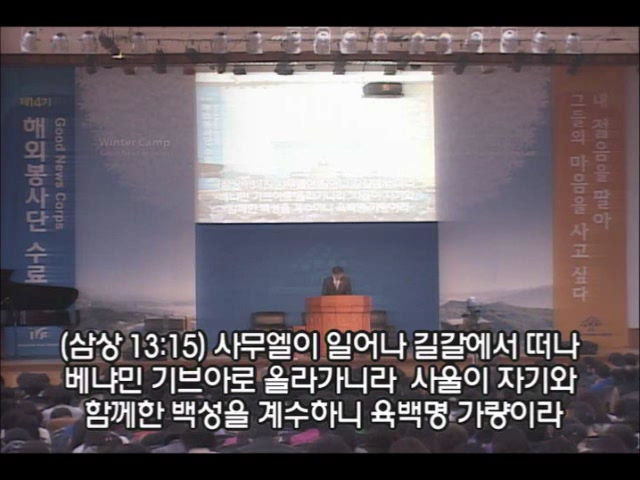 제14기
해외봉사단 수료
Good News Corps
Winter Camp
내 젊음을 팔아
그들의 마음을 사고 싶다
IYF
(삼상 13:15) 사무엘이 일어나 길갈에서 떠나
베냐민 기브아로 올라가니라 사울이 자기와
함께한 백성을 계수하니 육백명 가량이라